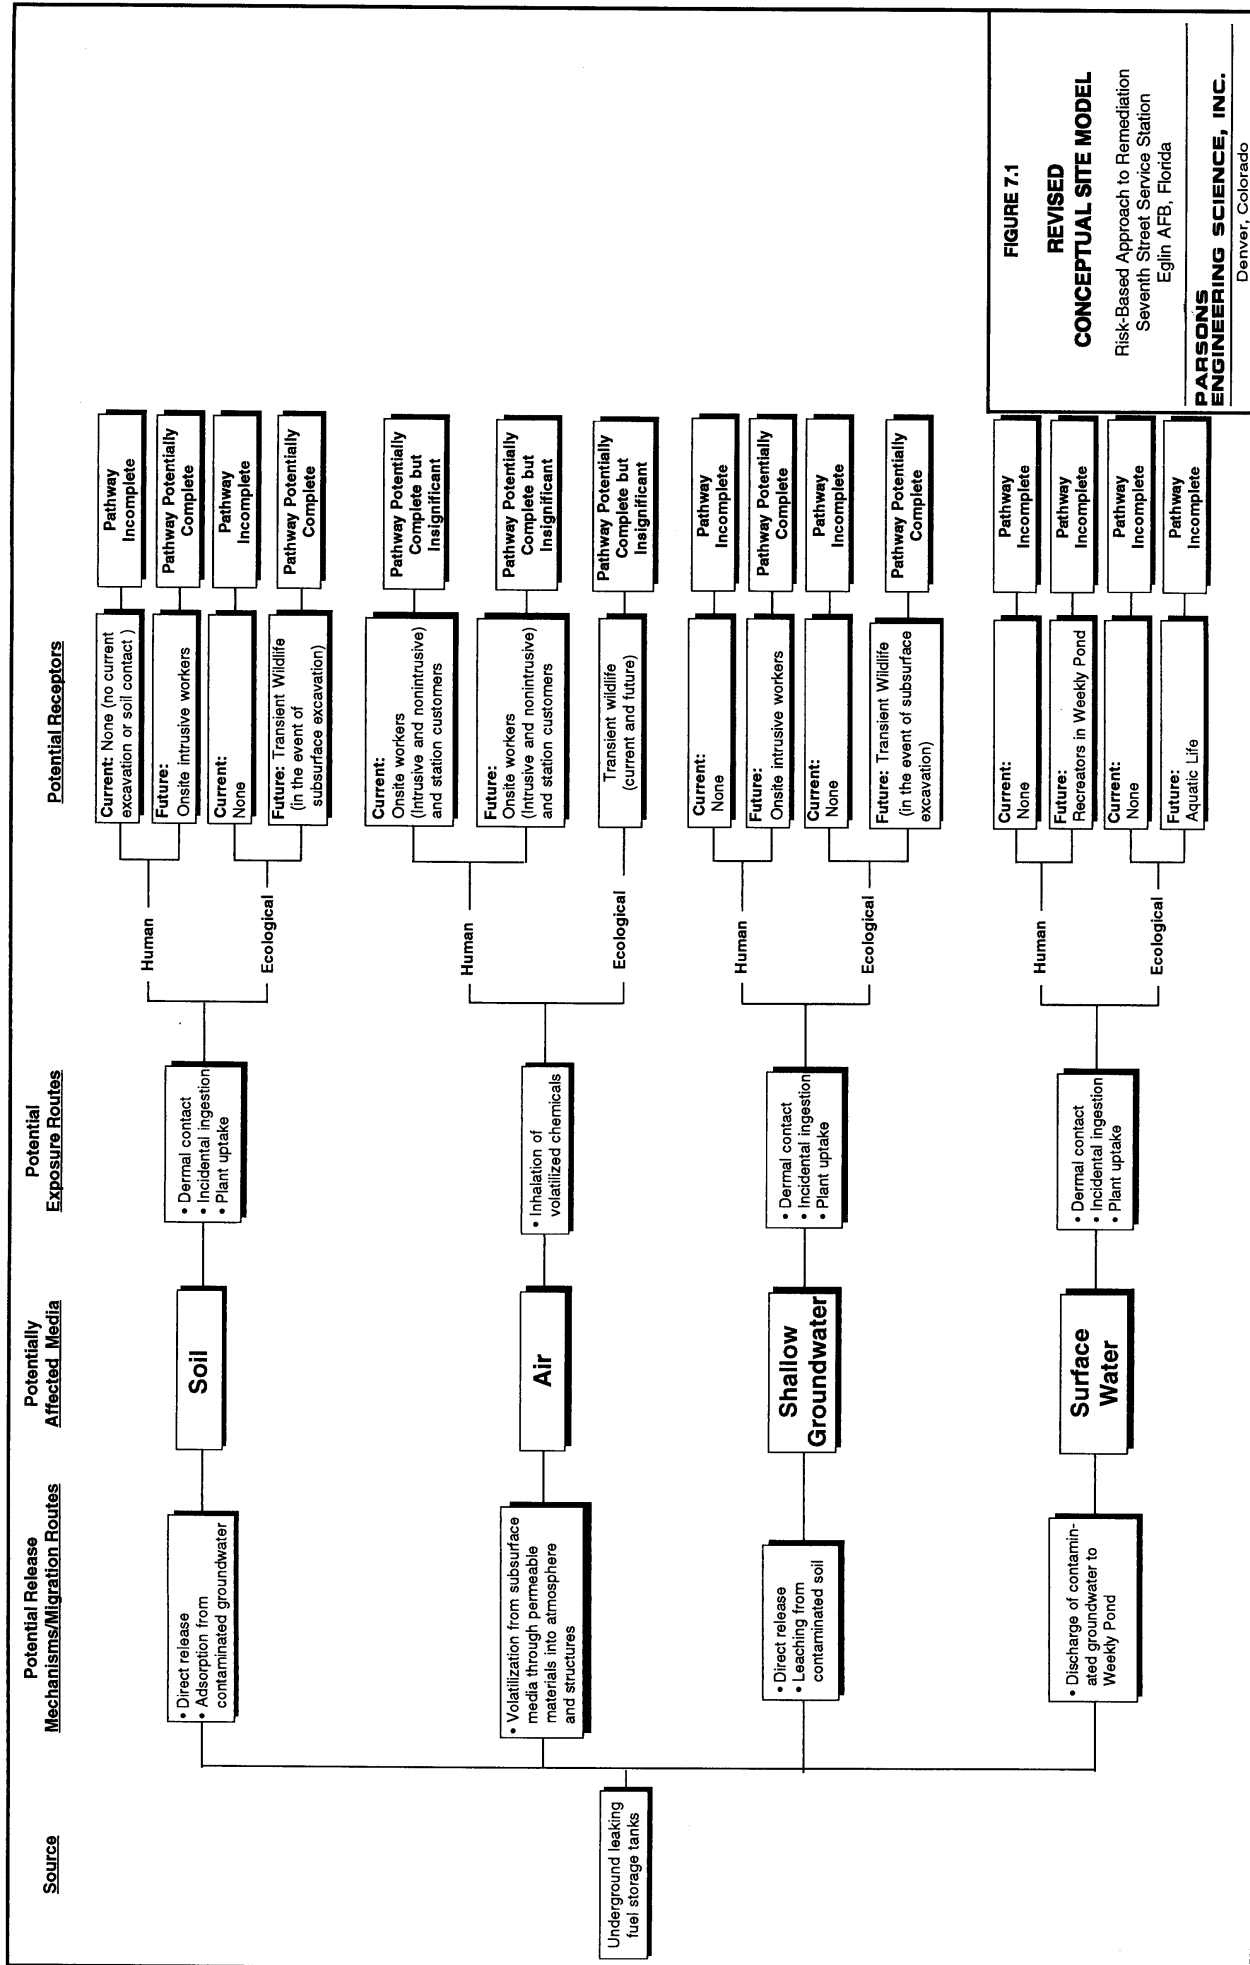 Source
Potential Release
Mechanisms/Migration Routes
Potentially
Affected Media
Potential
Exposure Routes
Potential Receptors
Underground leaking
fuel storage tanks
• Direct release
• Adsorption from
contaminated groundwater
Soil
• Dermal contact
• Incidental ingestion
• Plant uptake
Human
Current: None (no current
excavation or soil contact )
Pathway
Incomplete
Future:
Onsite intrusive workers
Pathway Potentially
Complete
Ecological
Current:
None
Pathway
Incomplete
Future: Transient Wildlife
(in the event of
subsurface excavation)
Pathway Potentially
Complete
• Volatilization from subsurface
media through permeable
materials into atmosphere
and structures
Air
• Inhalation of
volatilized chemicals
Human
Current:
Onsite workers
(Intrusive and nonintrusive)
and station customers
Pathway Potentially
Complete but
Insignificant
Future:
Onsite workers
(Intrusive and nonintrusive)
and station customers
Pathway Potentially
Complete but
Insignificant
Ecological
Transient wildlife
(current and future)
Pathway Potentially
Complete but
Insignificant
• Direct release
• Leaching from
contaminated soil
Shallow
Groundwater
• Dermal contact
• Incidental ingestion
• Plant uptake
Human
Current:
None
Pathway
Incomplete
Future:
Onsite intrusive workers
Pathway Potentially
Complete
Ecological
Current:
None
Pathway
Incomplete
Future: Transient Wildlife
(in the event of subsurface
excavation)
Pathway Potentially
Complete
• Discharge of contamin-
ated groundwater to
Weekly Pond
Surface
Water
• Dermal contact
• Incidental ingestion
• Plant uptake
Human
Current:
None
Pathway
Incomplete
Future:
Recreators in Weekly Pond
Pathway
Incomplete
Ecological
Current:
None
Pathway
Incomplete
Future:
Aquatic Life
Pathway
Incomplete
FIGURE 7.1
REVISED
CONCEPTUAL SITE MODEL
Risk-Based Approach to Remediation
Seventh Street Service Station
Eglin AFB, Florida
PARSONS
ENGINEERING SCIENCE, INC.
Denver, Colorado